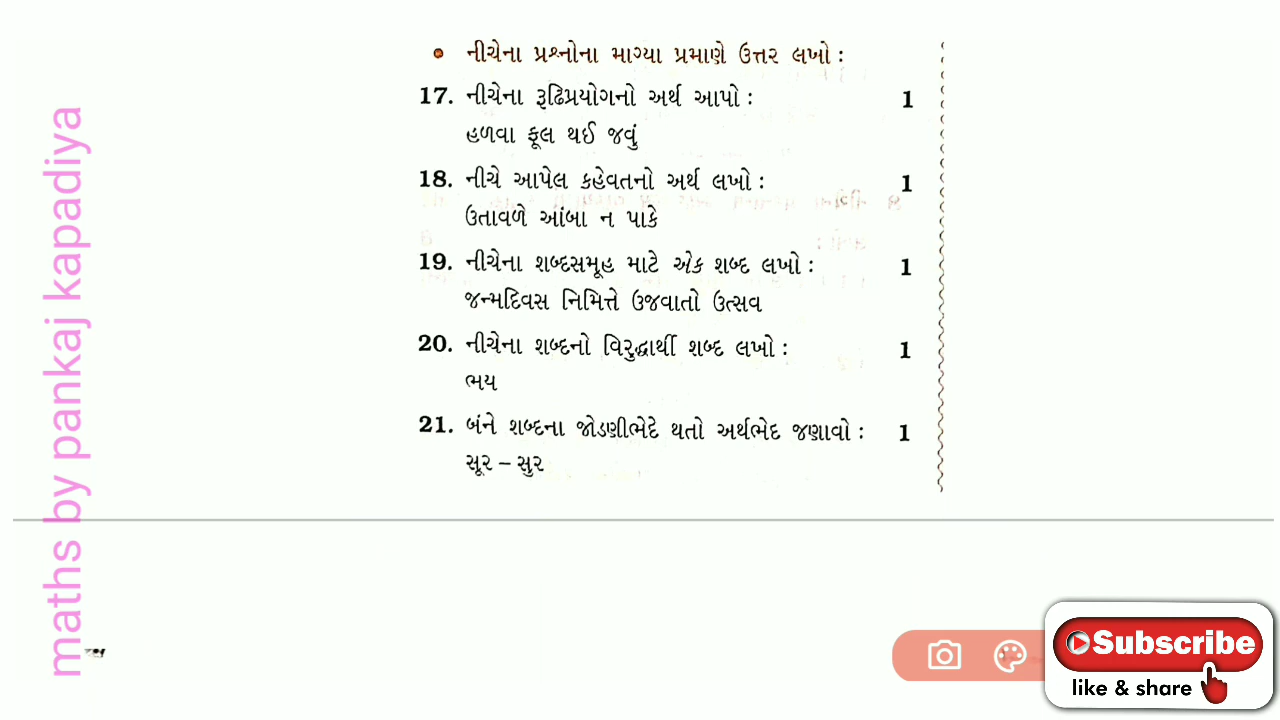 • નીચેના પ્રશ્નોના માગ્યા પ્રમાણે ઉત્તર લખો :
17. નીચેના રૂઢિપ્રયોગનો અર્થ આપો : 1
હળવા ફૂલ થઈ જવું
18. નીચે આપેલ કહેવતનો અર્થ લખો : 1
ઉતાવળે આંબા ન પાકે
19. નીચેના શબ્દસમૂહ માટે એક શબ્દ લખો : 1
જન્મદિવસ નિમિત્તે ઉજવાતો ઉત્સવ
20. નીચેના શબ્દનો વિરુદ્ધાર્થી શબ્દ લખો : 1
ભય
21. બંને શબ્દના જોડણીભેદે થતો અર્થભેદ જણાવો : 1
સૂર – સુર
maths by pankaj kapadiya
Subscribe
like & share